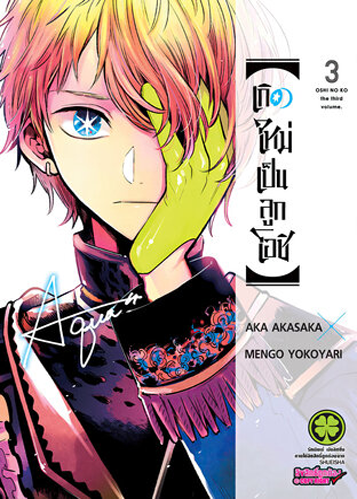 3
OSHI NO KO
the third
volume.
【เกิด
ใหม่
เป็น
ลูก
โอชิ】
Aqua
AKA AKASAKA ×
MENGO YOKOYARI
SHUEISHA